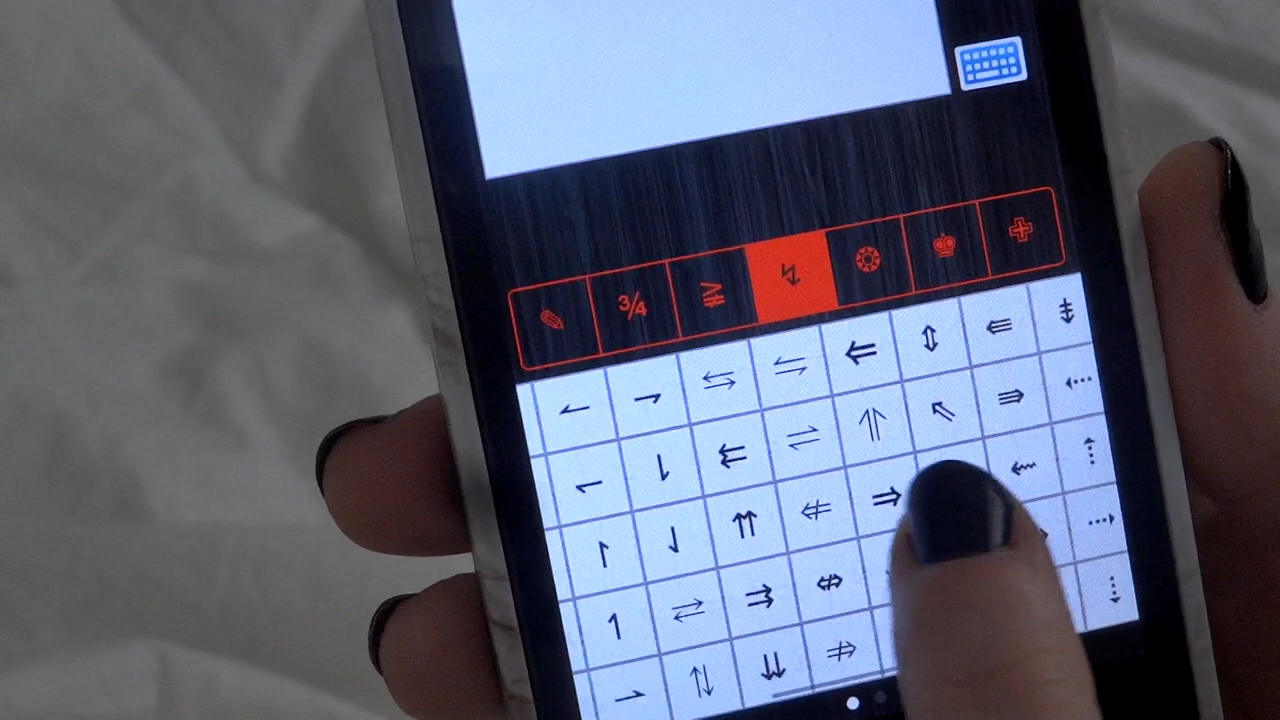 ¾ ≩ ↯ ❂ ♔ ✙
↼ ⇀ ⇆ ⇋ ⇐ ⇕ ⇚ ⇟
↽ ⇂ ⇇ ⇌ ⇑ ⇖ ⇛ ⇠
↾ ⇃ ⇈ ⇍ ⇒ ⇜ ⇡
↿ ⇄ ⇉ ⇎ ⇢
⇀ ⇅ ⇊ ⇏ ⇣